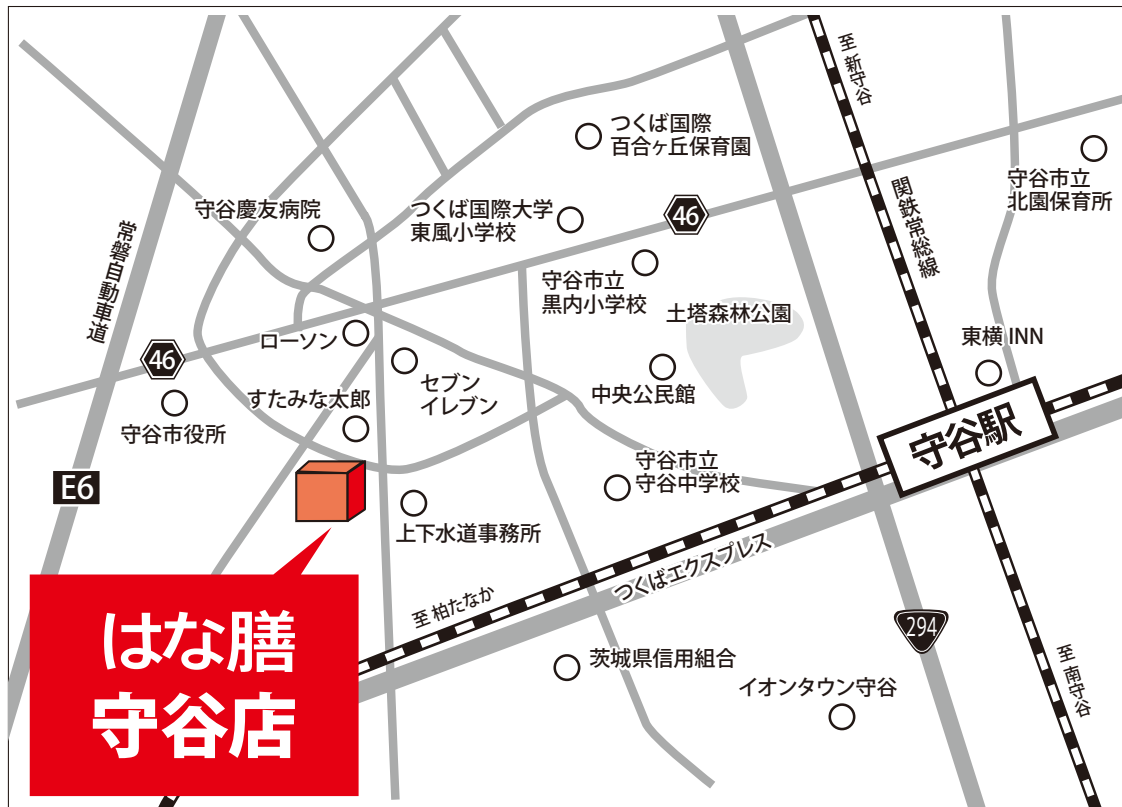 至 新守谷
つくば国際
百合ヶ丘保育園
関鉄常総線
守谷市立
北園保育所
守谷慶友病院
つくば国際大学
東風小学校
46
常磐自動車道
守谷市立
黒内小学校
土塔森林公園
ローソン
東横 INN
46
セブン
イレブン
すたみな太郎
中央公民館
守谷市役所
守谷駅
守谷市立
守谷中学校
E6
上下水道事務所
つくばエクスプレス
至 柏たなか
はな膳
守谷店
294
茨城県信用組合
イオンタウン守谷
至 南守谷